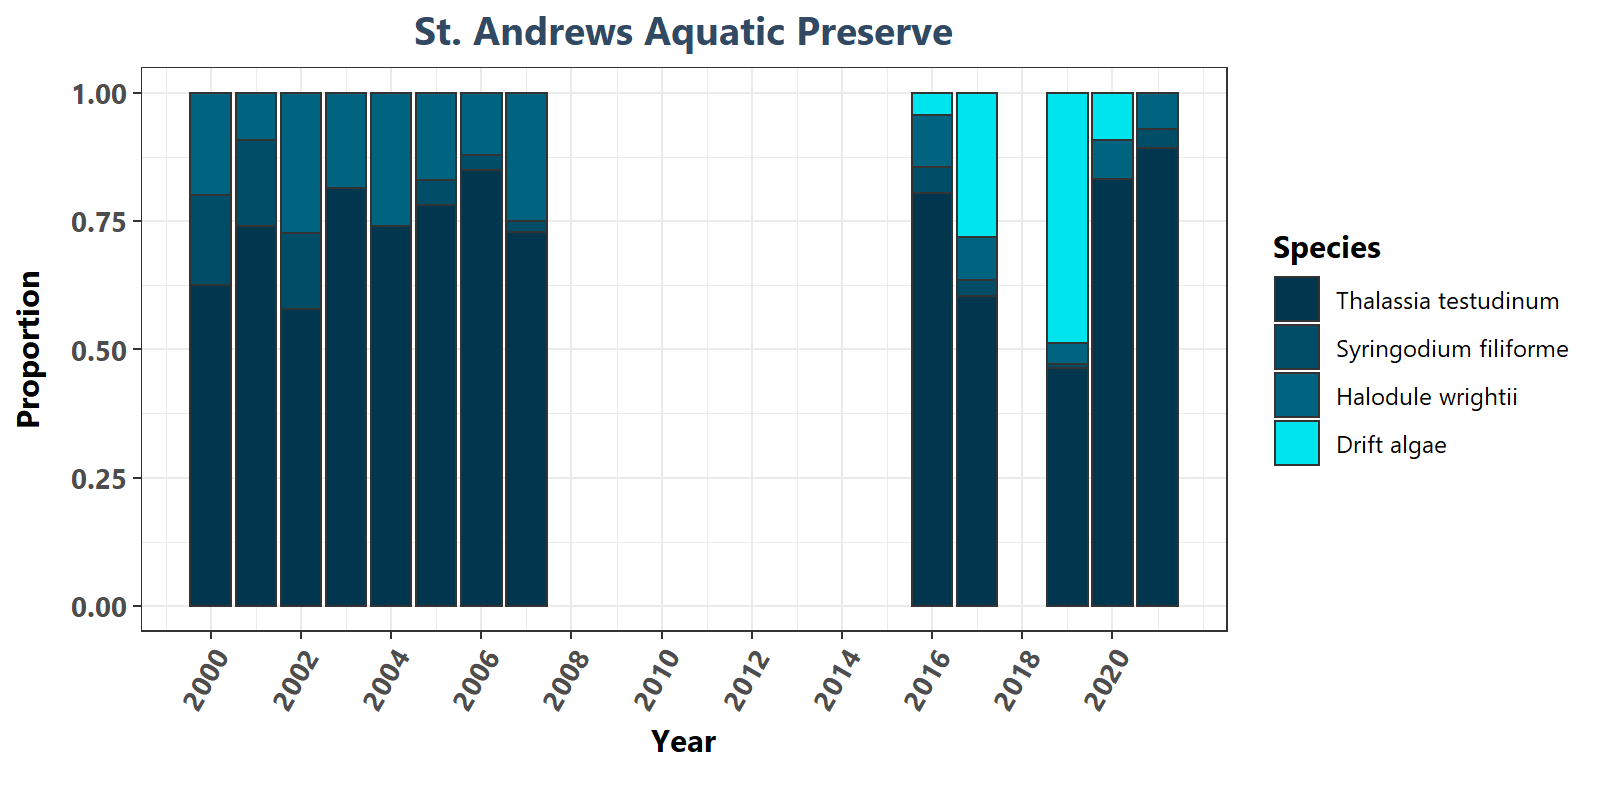 St. Andrews Aquatic Preserve
1.00
0.75
0.50
0.25
0.00
Proportion
2000
2002
2004
2006
2008
2010
2012
2014
2016
2018
2020
Year
Species
Thalassia testudinum
Syringodium filiforme
Halodule wrightii
Drift algae